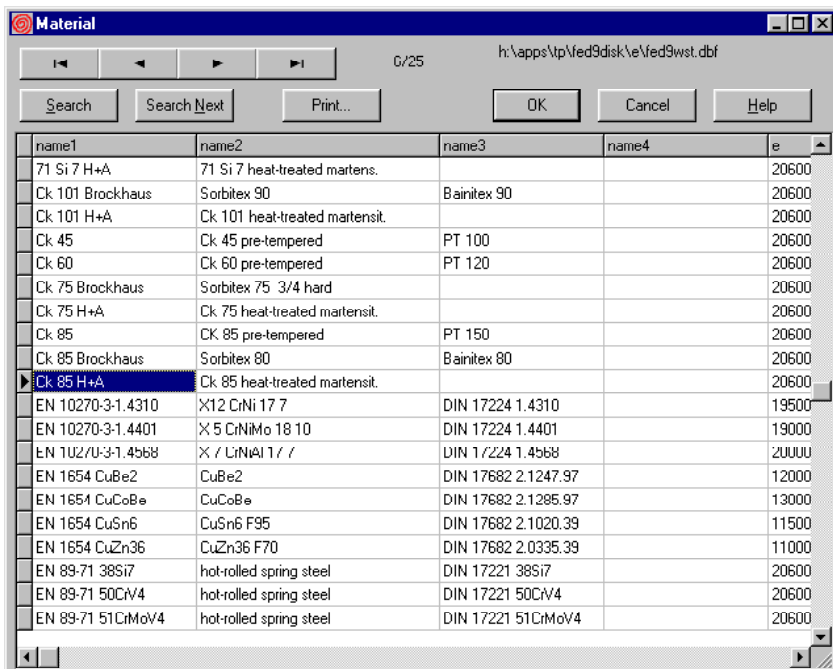 Material
6/25 h:\apps\tp\fed9disk\e\fed9wst.dbf
Search Search Next Print... OK Cancel Help
name1 name2 name3 name4 e
71 Si 7 H+A 71 Si 7 heat-treated martens. 20600
Ck 101 Brockhaus Sorbitex 90 Bainitex 90 20600
Ck 101 H+A Ck 101 heat-treated martensit. 20600
Ck 45 Ck 45 pre-tempered PT 100 20600
Ck 60 Ck 60 pre-tempered PT 120 20600
Ck 75 Brockhaus Sorbitex 75 3/4 hard 20600
Ck 75 H+A Ck 75 heat-treated martensit. 20600
Ck 85 CK 85 pre-tempered PT 150 20600
Ck 85 Brockhaus Sorbitex 80 Bainitex 80 20600
Ck 85 H+A Ck 85 heat-treated martensit. 20600
EN 10270-3-1.4310 X12 CrNi 17 7 DIN 17224 1.4310 19500
EN 10270-3-1.4401 X 5 CrNiMo 18 10 DIN 17224 1.4401 19000
EN 10270-3-1.4568 X 7 CrNiAl 17 7 DIN 17224 1.4568 20000
EN 1654 CuBe2 CuBe2 DIN 17682 2.1247.97 12000
EN 1654 CuCoBe CuCoBe DIN 17682 2.1285.97 13000
EN 1654 CuSn6 CuSn6 F95 DIN 17682 2.1020.39 11500
EN 1654 CuZn36 CuZn36 F70 DIN 17682 2.0335.39 11000
EN 89-71 38Si7 hot-rolled spring steel DIN 17221 38Si7 20600
EN 89-71 50CrV4 hot-rolled spring steel DIN 17221 50CrV4 20600
EN 89-71 51CrMoV4 hot-rolled spring steel DIN 17221 51CrMoV4 20600